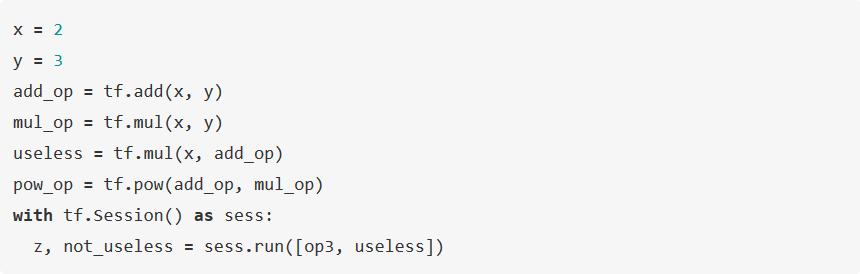 x = 2
y = 3
add_op = tf.add(x, y)
mul_op = tf.mul(x, y)
useless = tf.mul(x, add_op)
pow_op = tf.pow(add_op, mul_op)
with tf.Session() as sess:
  z, not_useless = sess.run([op3, useless])